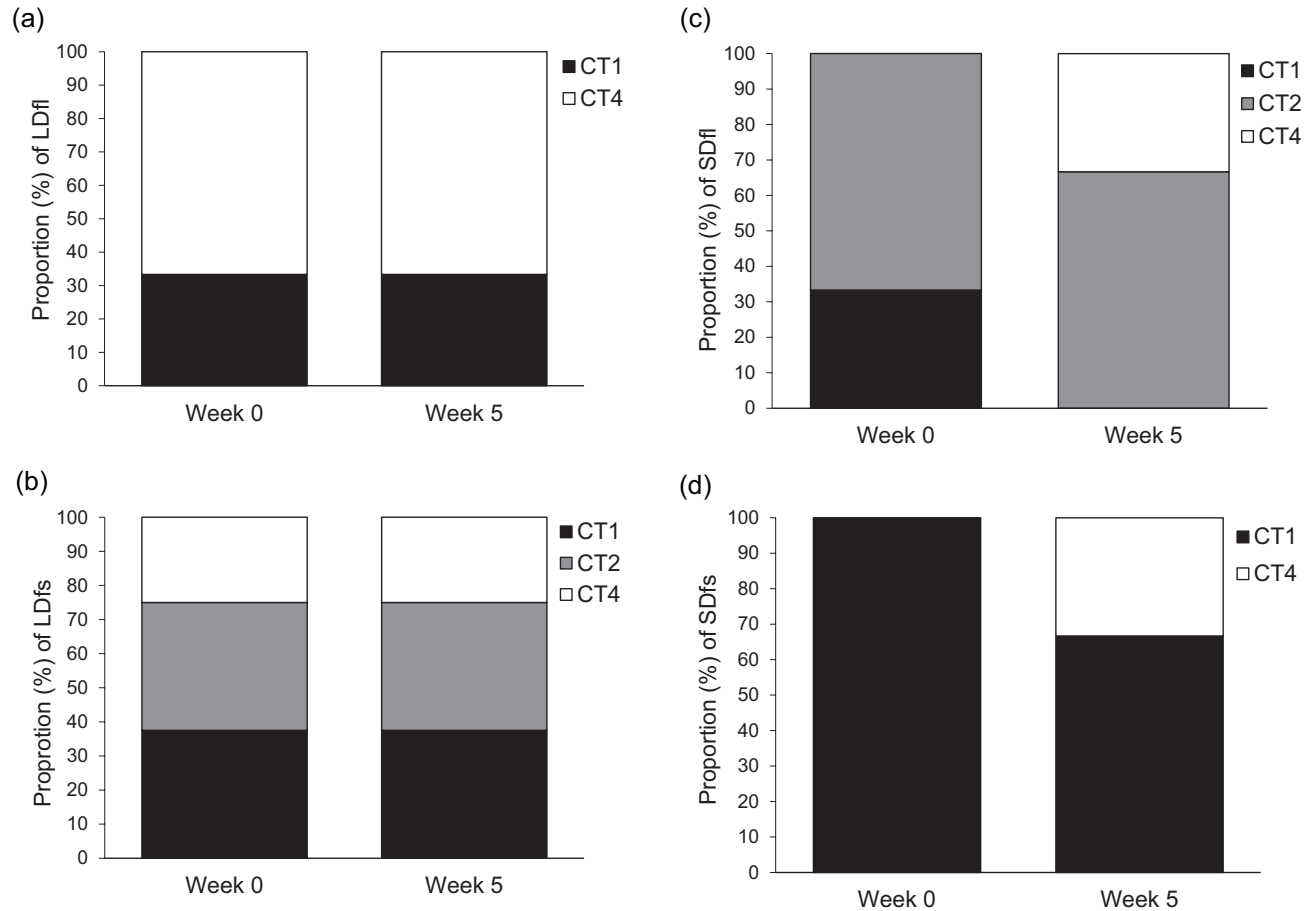 (a)
Proportion (%) of LDfl
100
90
80
70
60
50
40
30
20
10
0
Week 0
Week 5
CT1
CT4
(c)
Proportion (%) of SDfl
100
90
80
70
60
50
40
30
20
10
0
Week 0
Week 5
CT1
CT2
CT4
(b)
Proprotion (%) of LDfs
100
90
80
70
60
50
40
30
20
10
0
Week 0
Week 5
CT1
CT2
CT4
(d)
Proportion (%) of SDfs
100
90
80
70
60
50
40
30
20
10
0
Week 0
Week 5
CT1
CT4